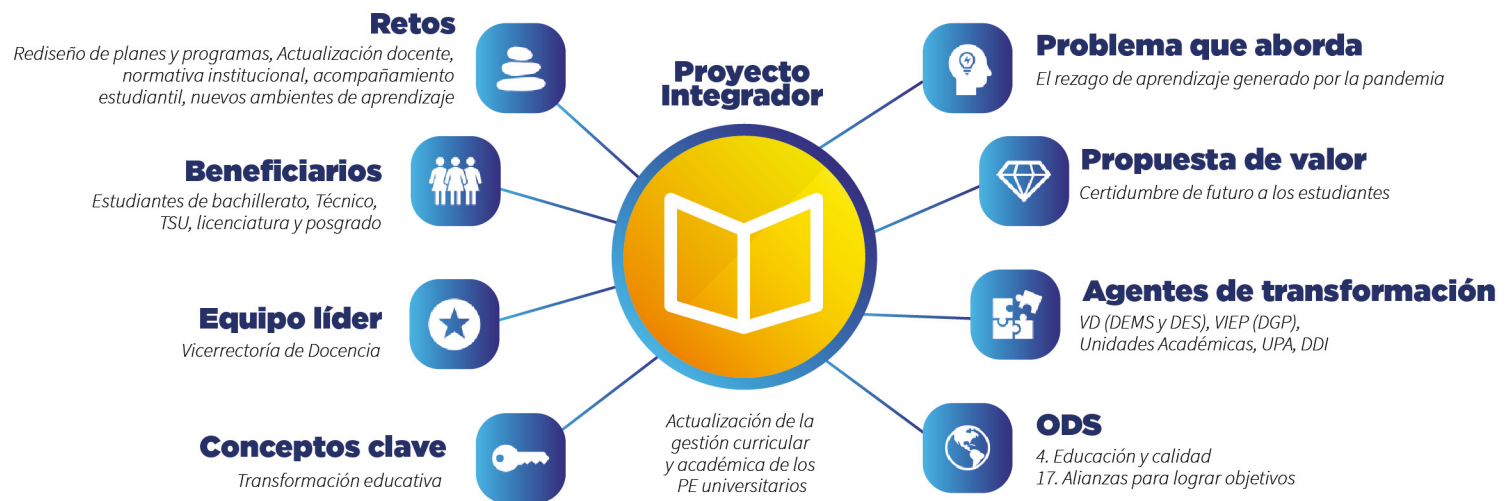 Retos
Rediseño de planes y programas, Actualización docente,
normativa institucional, acompañamiento
estudiantil, nuevos ambientes de aprendizaje
Beneficiarios
Estudiantes de bachillerato, Técnico,
TSU, licenciatura y posgrado
Equipo líder
Vicerrectoría de Docencia
Conceptos clave
Transformación educativa
Proyecto
Integrador
Actualización de la
gestión curricular
y académica de los
PE universitarios
Problema que aborda
El rezago de aprendizaje generado por la pandemia
Propuesta de valor
Certidumbre de futuro a los estudiantes
Agentes de transformación
VD (DEMS y DES), VIEP (DGP),
Unidades Académicas, UPA, DDI
ODS
4. Educación y calidad
17. Alianzas para lograr objetivos